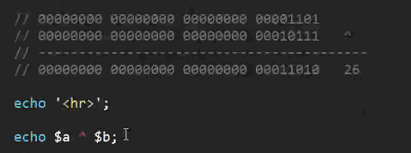 // 00000000 00000000 00000000 00001101
// 00000000 00000000 00000000 00010111 ^
// -------------------------------------
// 00000000 00000000 00000000 00011010 26
echo '<hr>';
echo $a ^ $b;